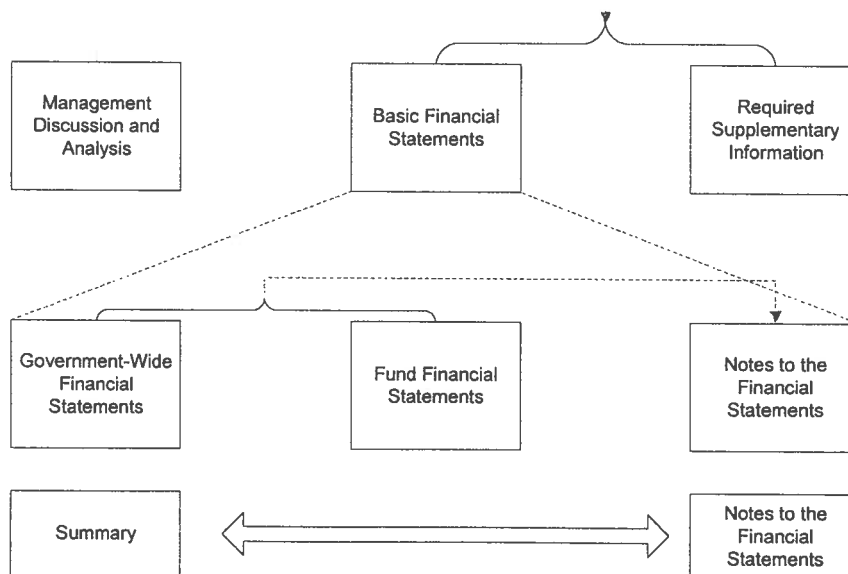 Management
Discussion and
Analysis
Basic Financial
Statements
Required
Supplementary
Information
Government-Wide
Financial
Statements
Fund Financial
Statements
Notes to the
Financial
Statements
Summary
Notes to the
Financial
Statements